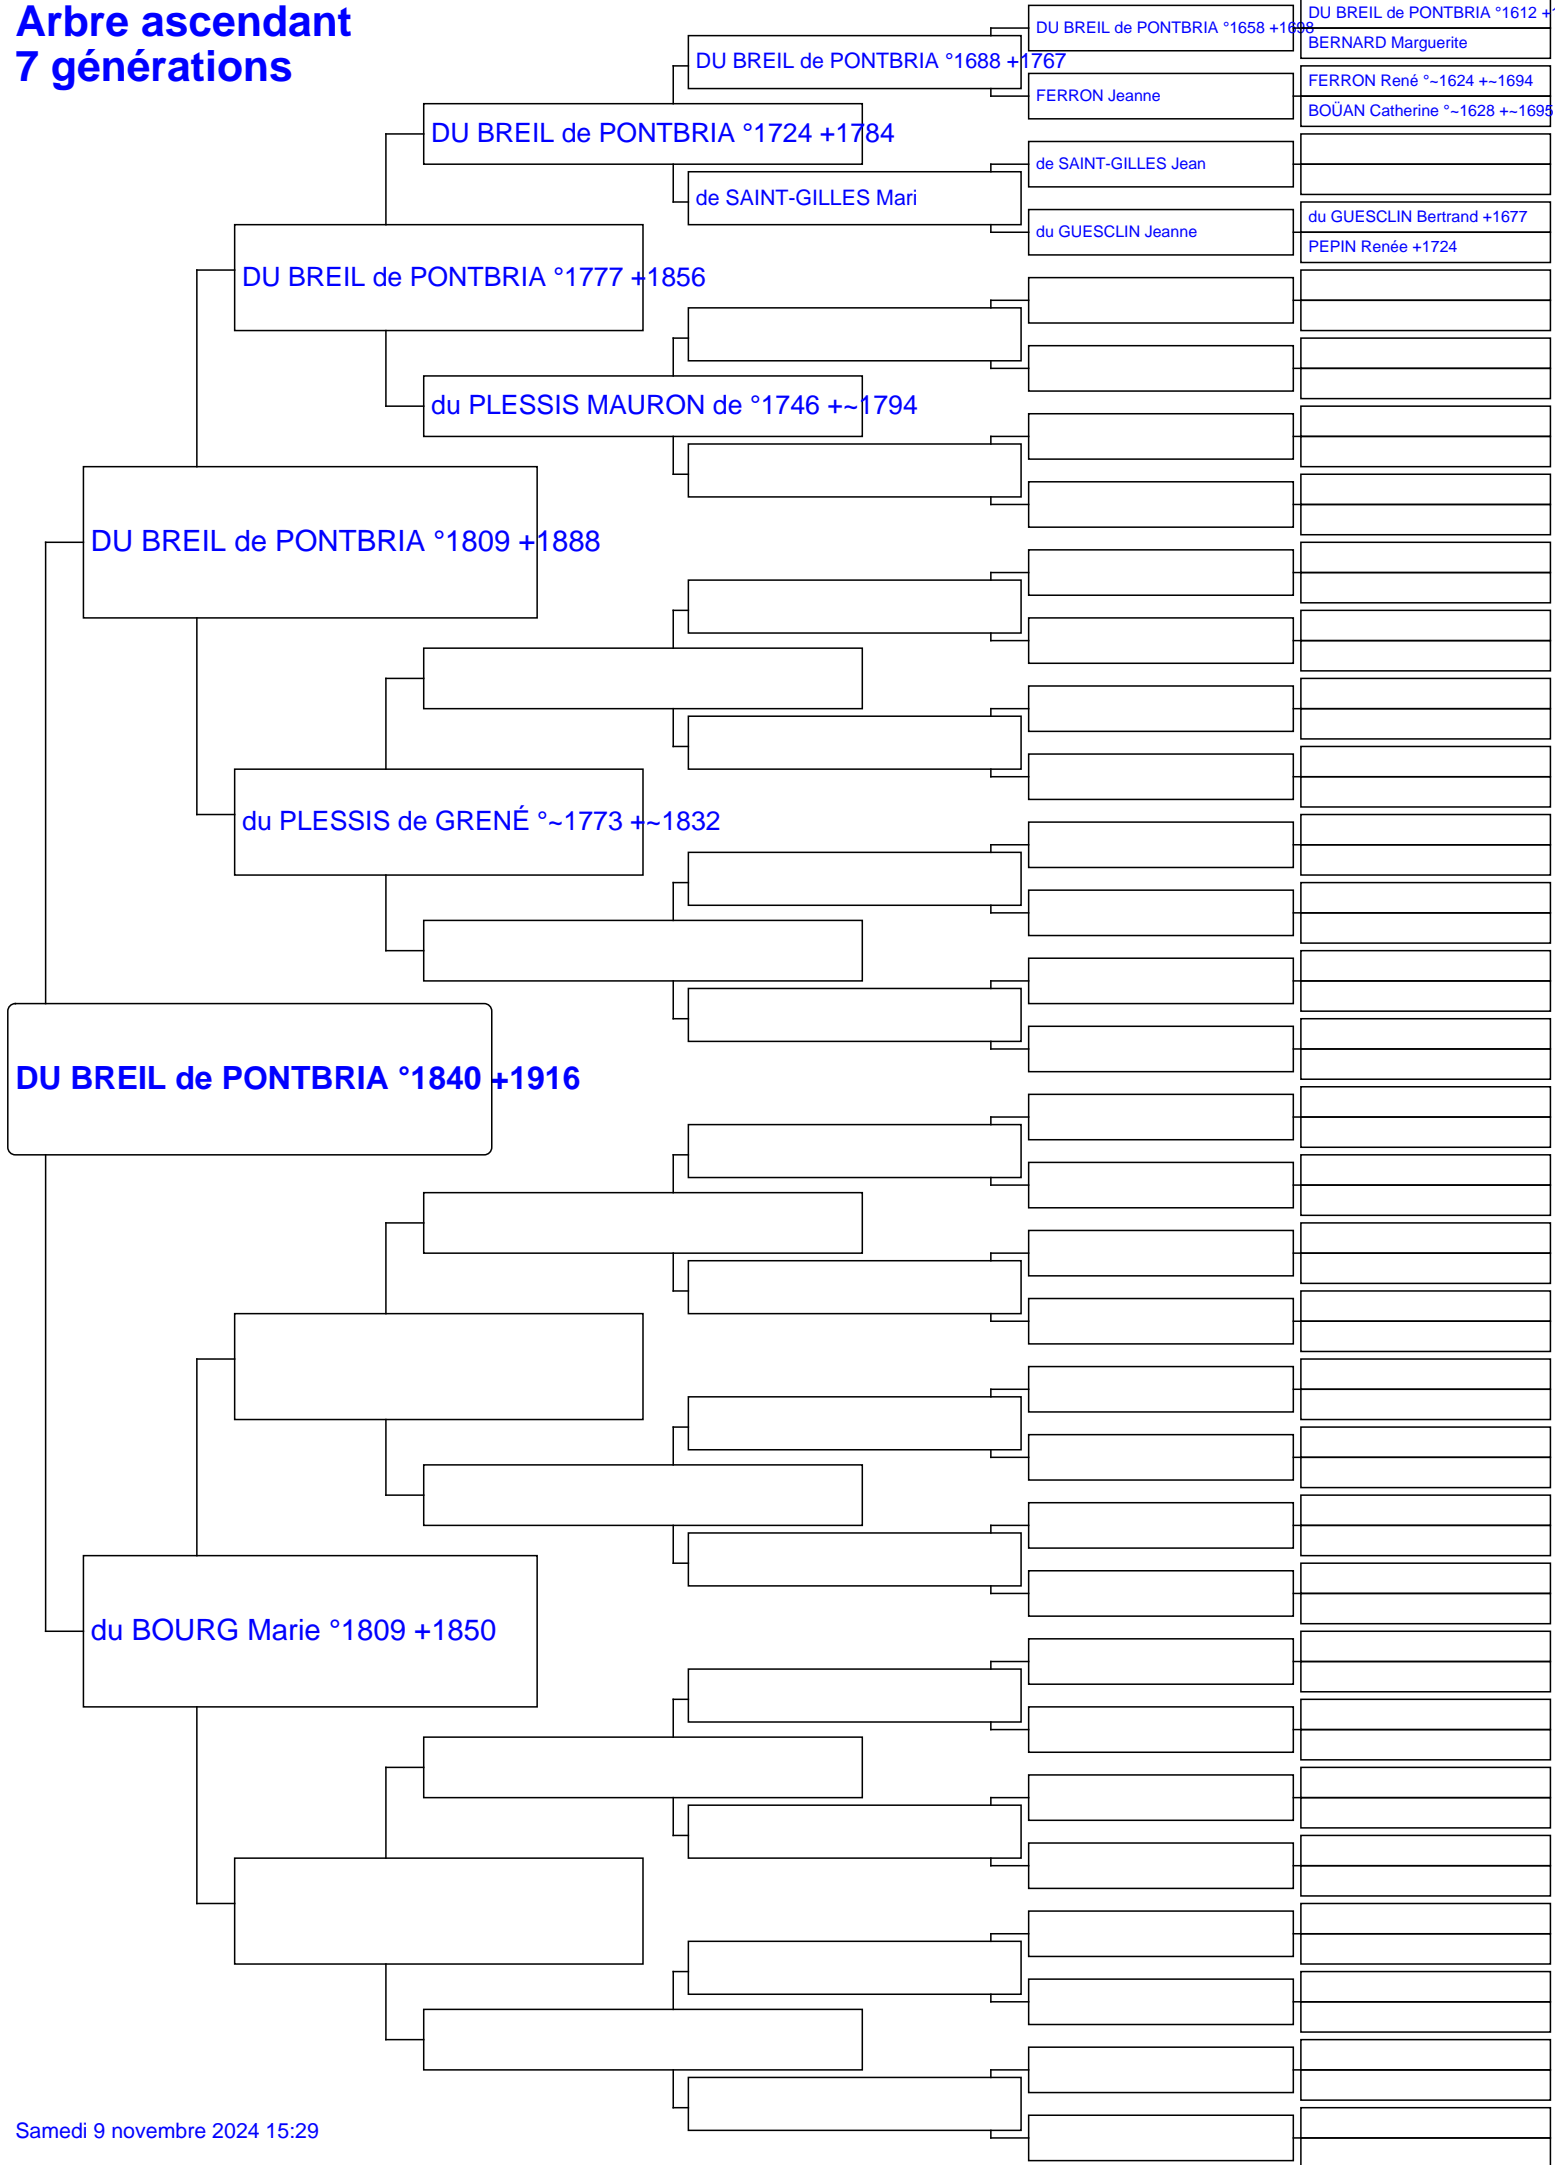 Arbre ascendant
7 générations
DU BREIL de PONTBRIA °1612 +
BERNARD Marguerite
DU BREIL de PONTBRIA °1658 +1698
DU BREIL de PONTBRIA °1688 +1767
FERRON René °~1624 +~1694
FERRON Jeanne
BOÜAN Catherine °~1628 +~1695
DU BREIL de PONTBRIA °1724 +1784
de SAINT-GILLES Jean
de SAINT-GILLES Mari
du GUESCLIN Bertrand +1677
du GUESCLIN Jeanne
PEPIN Renée +1724
DU BREIL de PONTBRIA °1777 +1856
du PLESSIS MAURON de °1746 +~1794
DU BREIL de PONTBRIA °1809 +1888
du PLESSIS de GRENÉ °~1773 +~1832
DU BREIL de PONTBRIA °1840 +1916
du BOURG Marie °1809 +1850
Samedi 9 novembre 2024 15:29